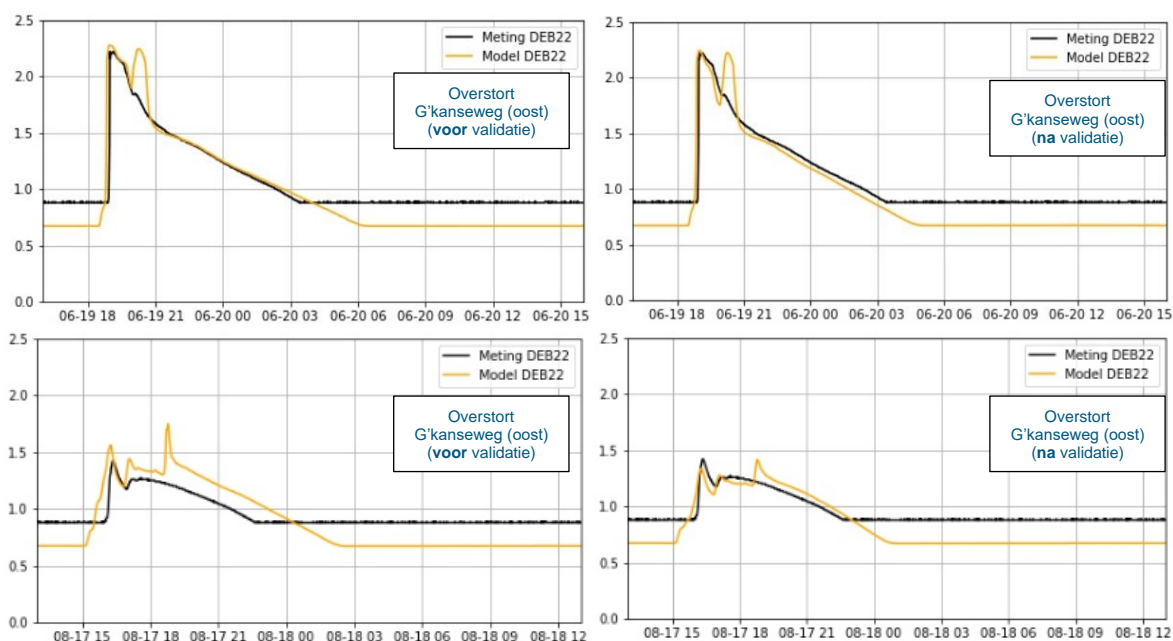 2.5
2.0
1.5
1.0
0.5
0.0
Meting DEB22
Model DEB22
Overstort
G'kanseweg (oost)
(voor validatie)
06-19 18 06-19 21 06-20 00 06-20 03 06-20 06 06-20 09 06-20 12 06-20 15
2.5
2.0
1.5
1.0
0.5
0.0
Meting DEB22
Model DEB22
Overstort
G'kanseweg (oost)
(na validatie)
06-19 18 06-19 21 06-20 00 06-20 03 06-20 06 06-20 09 06-20 12 06-20 15
2.5
2.0
1.5
1.0
0.5
0.0
Meting DEB22
Model DEB22
Overstort
G'kanseweg (oost)
(voor validatie)
08-17 15 08-17 18 08-17 21 08-18 00 08-18 03 08-18 06 08-18 09 08-18 12
2.5
2.0
1.5
1.0
0.5
0.0
Meting DEB22
Model DEB22
Overstort
G'kanseweg (oost)
(na validatie)
08-17 15 08-17 18 08-17 21 08-18 00 08-18 03 08-18 06 08-18 09 08-18 12